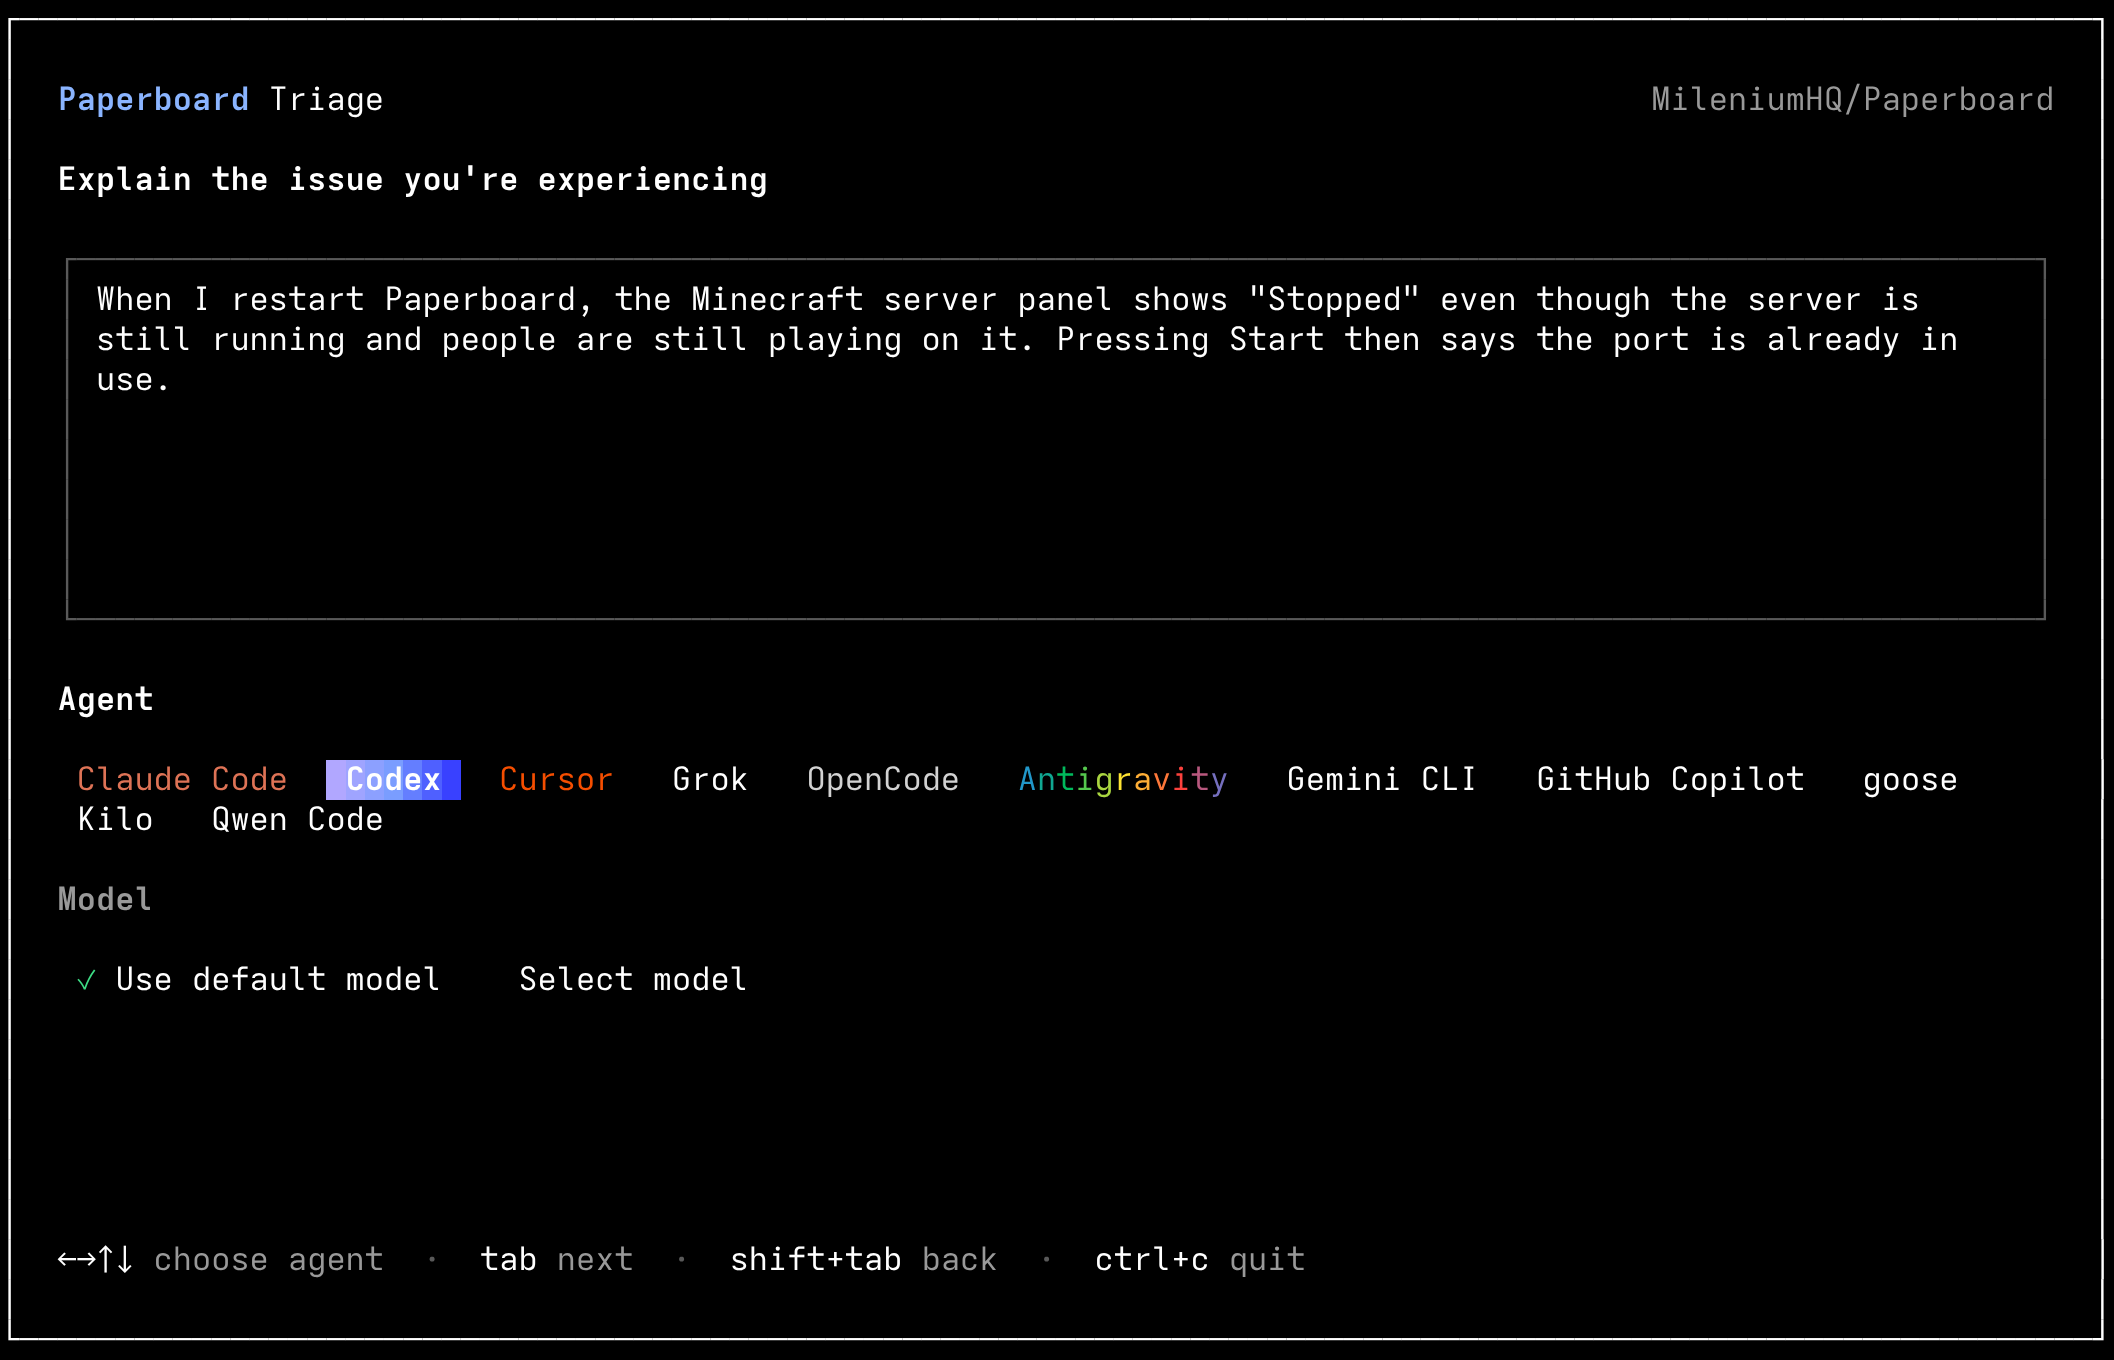 Paperboard Triage MileniumHQ/Paperboard
Explain the issue you're experiencing
When I restart Paperboard, the Minecraft server panel shows "Stopped" even though the server is
still running and people are still playing on it. Pressing Start then says the port is already in
use.
Agent
Claude Code Codex Cursor Grok OpenCode Antigravity Gemini CLI GitHub Copilot goose
Kilo Qwen Code
Model
✓ Use default model Select model
←→↑↓ choose agent · tab next · shift+tab back · ctrl+c quit